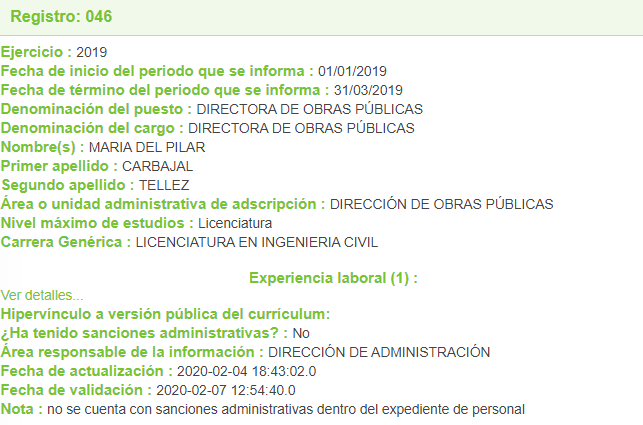 Registro: 046
Ejercicio : 2019
Fecha de inicio del periodo que se informa : 01/01/2019
Fecha de término del periodo que se informa : 31/03/2019
Denominación del puesto : DIRECTORA DE OBRAS PÚBLICAS
Denominación del cargo : DIRECTORA DE OBRAS PÚBLICAS
Nombre(s) : MARIA DEL PILAR
Primer apellido : CARBAJAL
Segundo apellido : TELLEZ
Área o unidad administrativa de adscripción : DIRECCIÓN DE OBRAS PÚBLICAS
Nivel máximo de estudios : Licenciatura
Carrera Genérica : LICENCIATURA EN INGENIERIA CIVIL
Experiencia laboral (1) :
Ver detalles...
Hipervínculo a versión pública del currículum:
¿Ha tenido sanciones administrativas? : No
Área responsable de la información : DIRECCIÓN DE ADMINISTRACIÓN
Fecha de actualización : 2020-02-04 18:43:02.0
Fecha de validación : 2020-02-07 12:54:40.0
Nota : no se cuenta con sanciones administrativas dentro del expediente de personal